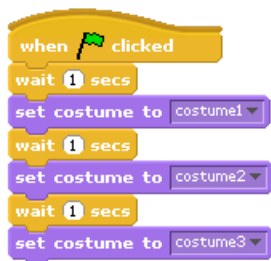 when clicked
wait 1 secs
set costume to costume1
wait 1 secs
set costume to costume2
wait 1 secs
set costume to costume3